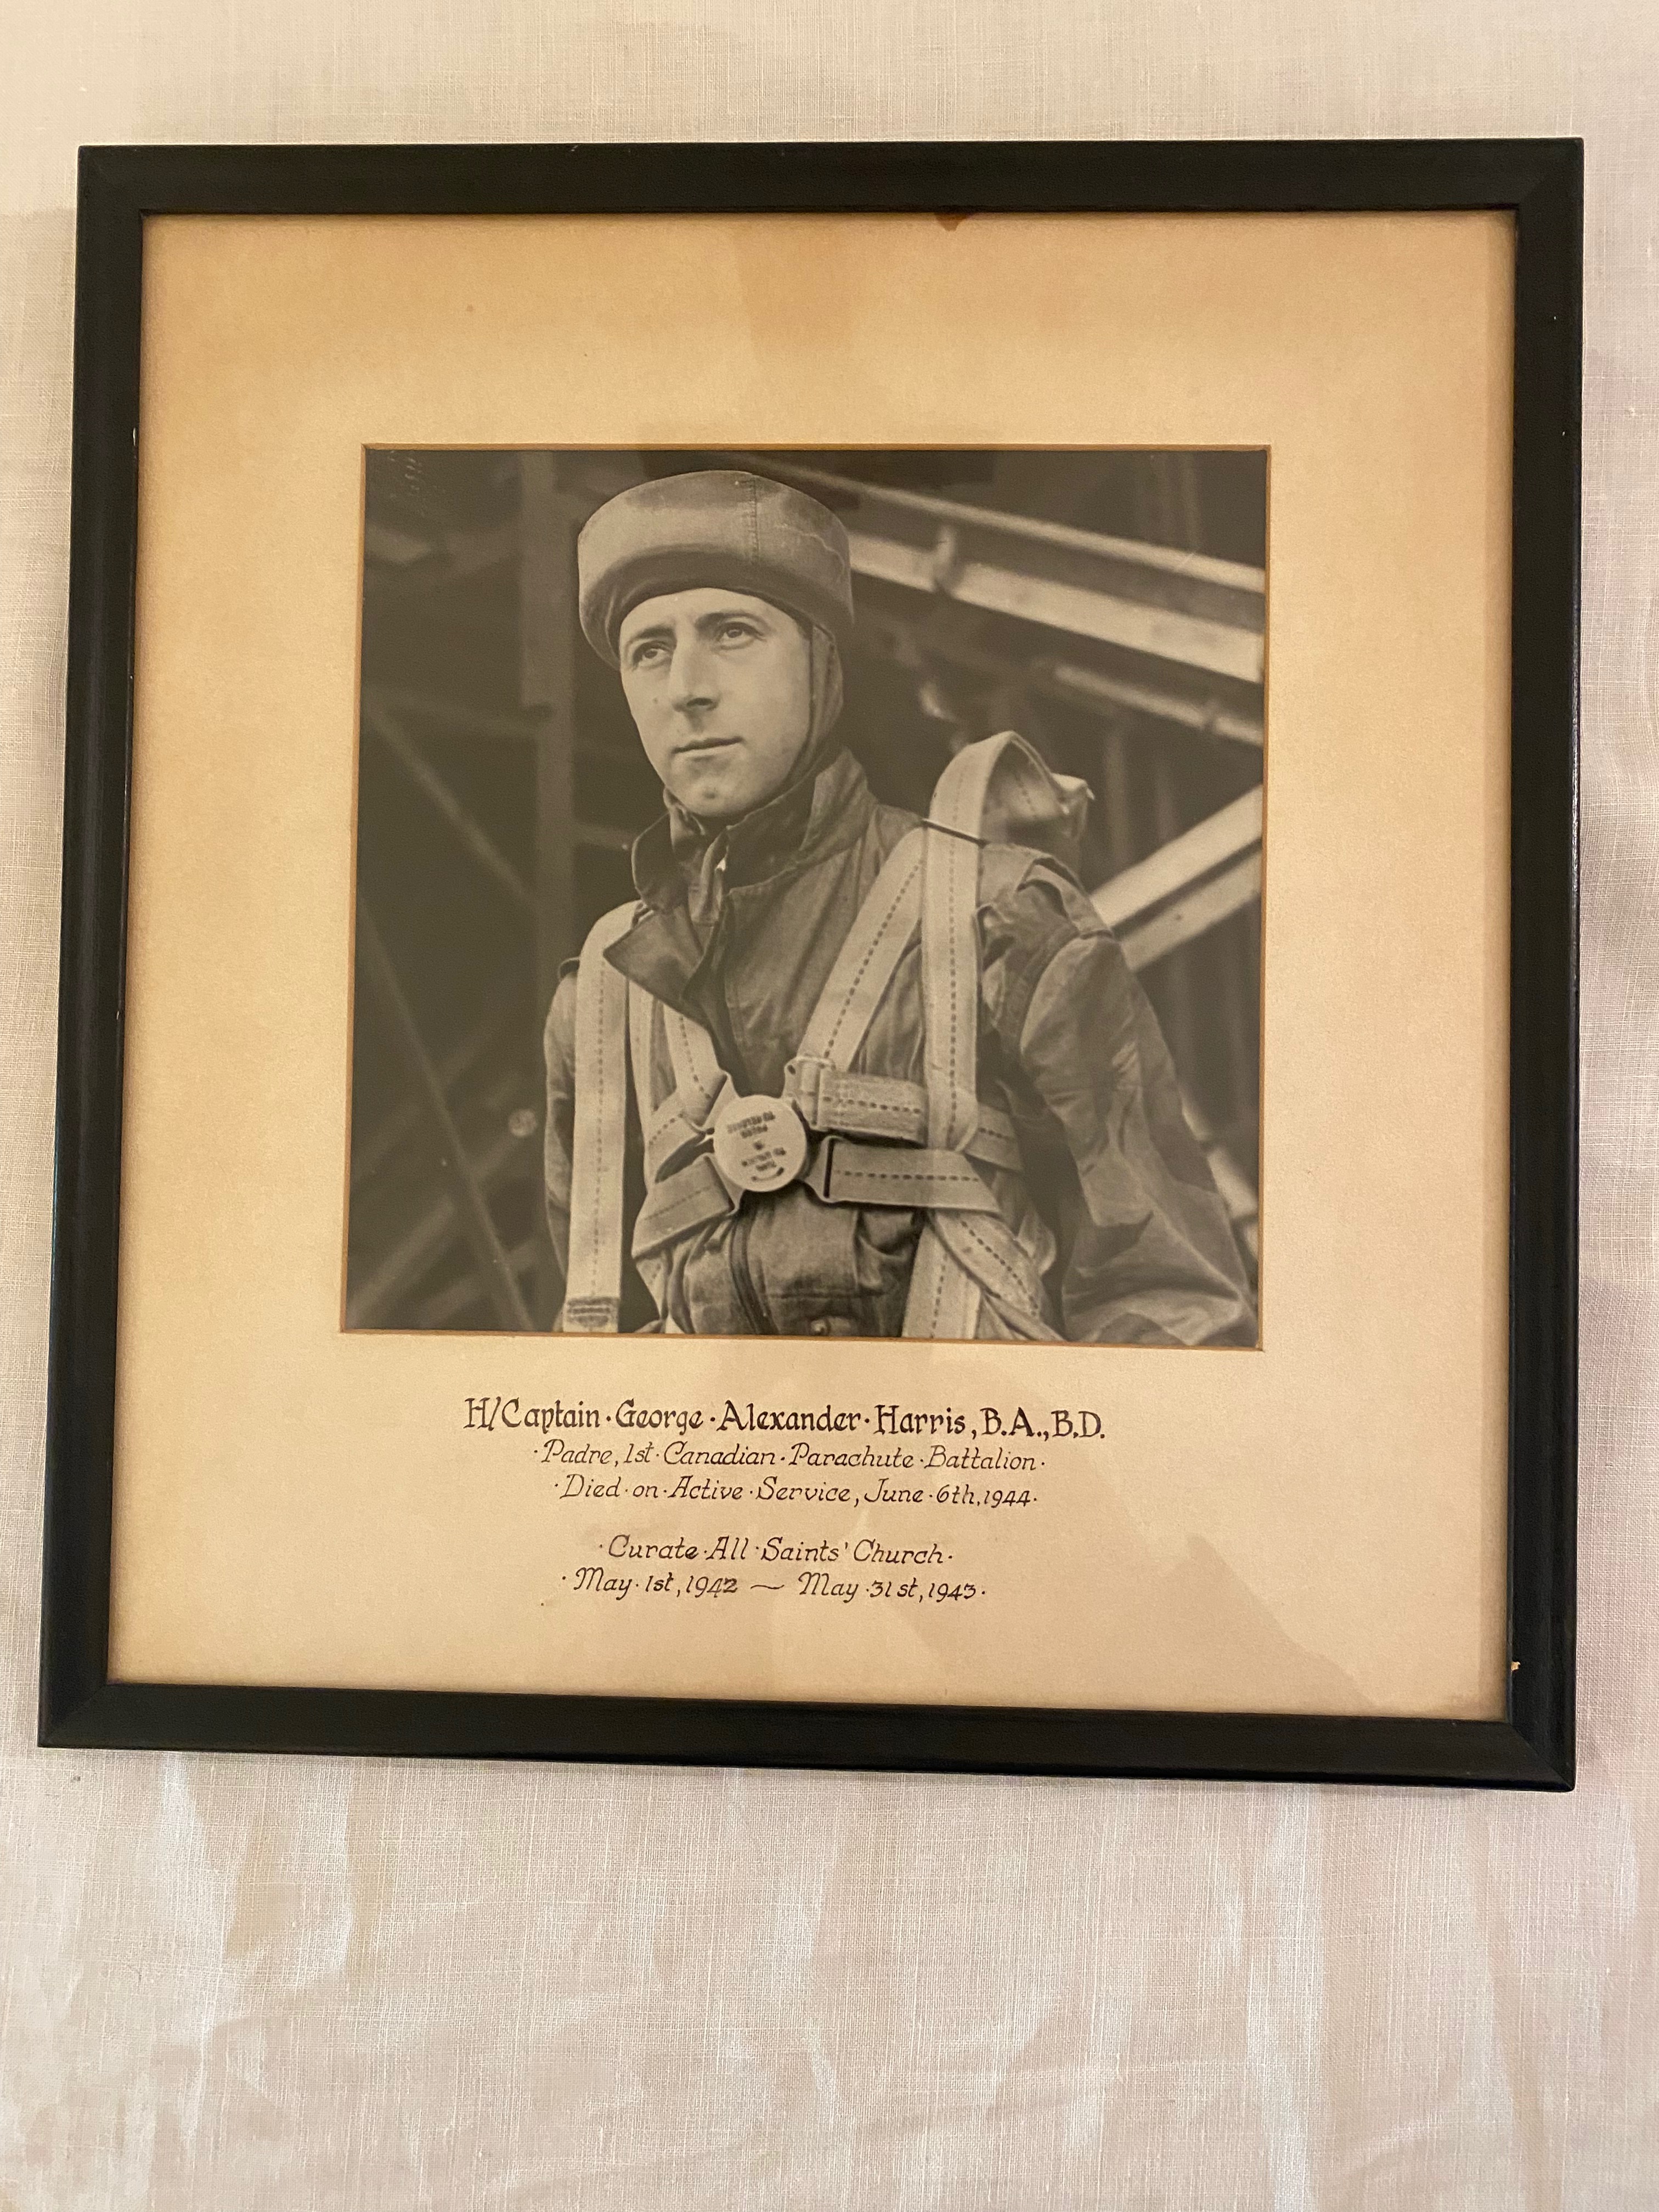 H/Captain·George·Alexander·Harris, B.A., B.D.
·Padre, 1st·Canadian·Parachute·Battalion·
·Died·on·Active·Service, June·6th, 1944·
·Curate·All·Saints' Church·
·May·1st, 1942 — May·31st, 1943·